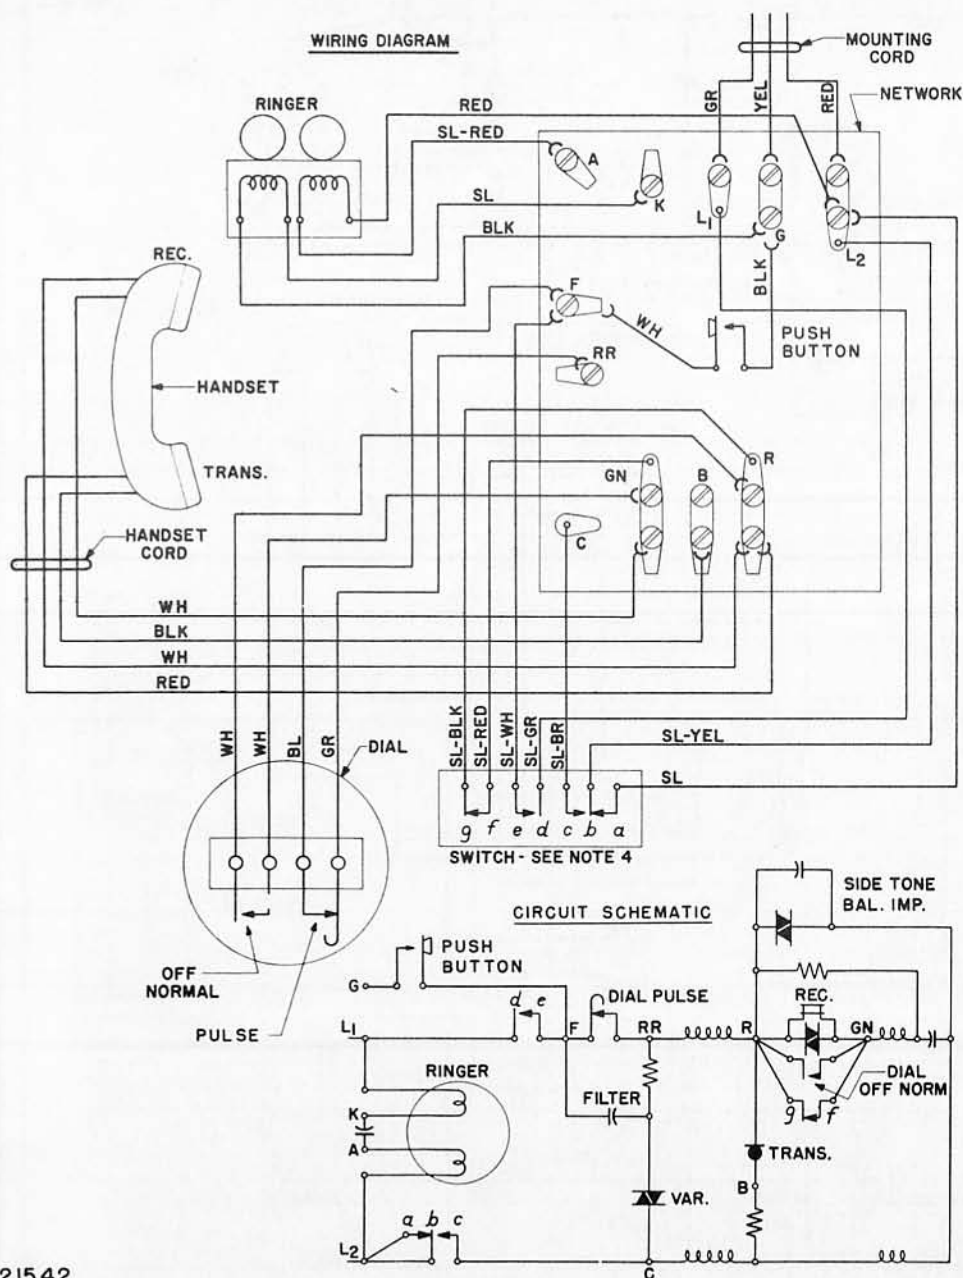 WIRING DIAGRAM
MOUNTING
CORD
RINGER
RED
SL-RED
GR
YEL
RED
NETWORK
A
SL
K
BLK
L1
G
L2
REC.
BLK
F
WH
PUSH
BUTTON
RR
HANDSET
TRANS.
R
GN
B
C
HANDSET
CORD
WH
BLK
WH
RED
WH
WH
BL
GR
DIAL
SL-BLK
SL-RED
SL-WH
SL-GR
SL-BR
SL-YEL
SL
g f e d c b a
SWITCH - SEE NOTE 4
OFF
NORMAL
PULSE
CIRCUIT SCHEMATIC
SIDE TONE
BAL. IMP.
PUSH
BUTTON
G
d e
DIAL PULSE
REC.
L1
F
RR
R
GN
RINGER
DIAL
OFF NORM
g f
K
FILTER
A
TRANS.
B
VAR.
a b c
L2
C
21542